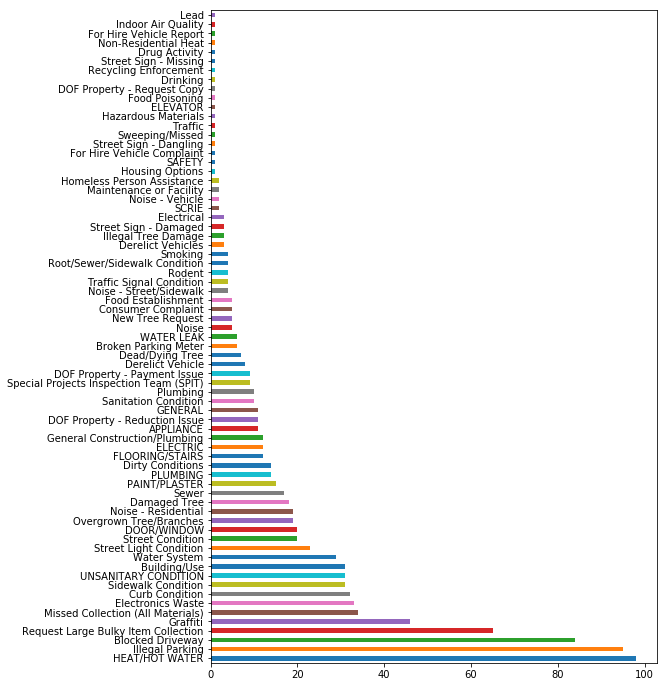 Lead
Indoor Air Quality
For Hire Vehicle Report
Non-Residential Heat
Drug Activity
Street Sign - Missing
Recycling Enforcement
Drinking
DOF Property - Request Copy
Food Poisoning
ELEVATOR
Hazardous Materials
Traffic
Sweeping/Missed
Street Sign - Dangling
For Hire Vehicle Complaint
SAFETY
Housing Options
Homeless Person Assistance
Maintenance or Facility
Noise - Vehicle
SCRIE
Electrical
Street Sign - Damaged
Illegal Tree Damage
Derelict Vehicles
Smoking
Root/Sewer/Sidewalk Condition
Rodent
Traffic Signal Condition
Noise - Street/Sidewalk
Food Establishment
Consumer Complaint
New Tree Request
Noise
WATER LEAK
Broken Parking Meter
Dead/Dying Tree
Derelict Vehicle
DOF Property - Payment Issue
Special Projects Inspection Team (SPIT)
Plumbing
Sanitation Condition
GENERAL
DOF Property - Reduction Issue
APPLIANCE
General Construction/Plumbing
ELECTRIC
FLOORING/STAIRS
Dirty Conditions
PLUMBING
PAINT/PLASTER
Sewer
Damaged Tree
Noise - Residential
Overgrown Tree/Branches
DOOR/WINDOW
Street Condition
Street Light Condition
Water System
Building/Use
UNSANITARY CONDITION
Sidewalk Condition
Curb Condition
Electronics Waste
Missed Collection (All Materials)
Graffiti
Request Large Bulky Item Collection
Blocked Driveway
Illegal Parking
HEAT/HOT WATER
0 20 40 60 80 100